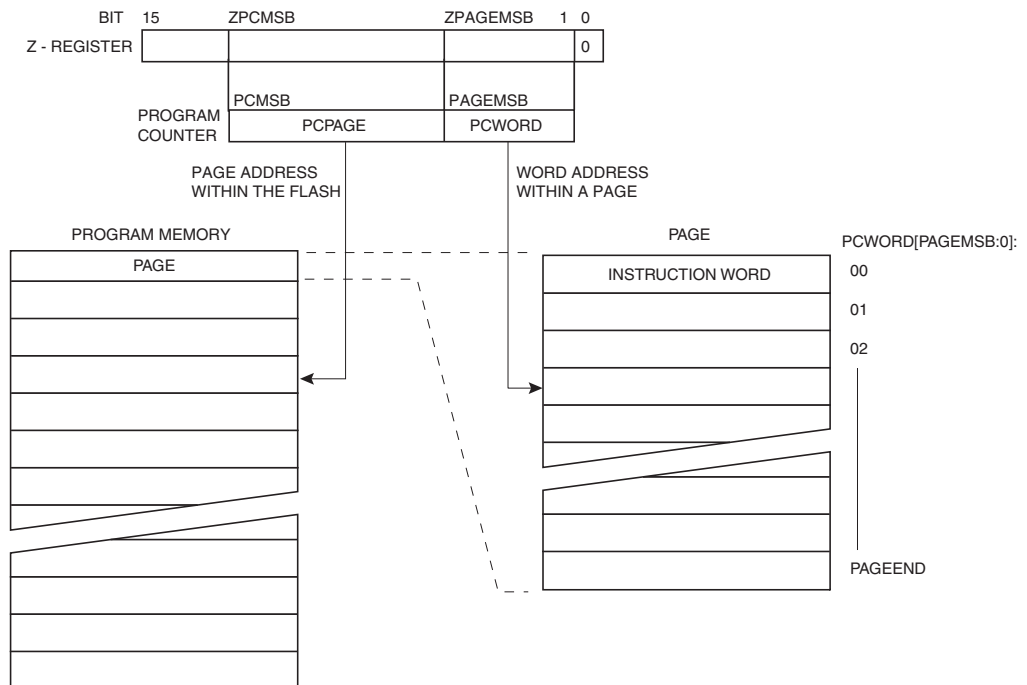 BIT 15 ZPCMSB ZPAGEMSB 1 0
Z - REGISTER 0
PCMSB PAGEMSB
PROGRAM
COUNTER
PCPAGE PCWORD
PAGE ADDRESS
WITHIN THE FLASH
WORD ADDRESS
WITHIN A PAGE
PROGRAM MEMORY
PAGE
PAGE
PCWORD[PAGEMSB:0]:
INSTRUCTION WORD
00
01
02
PAGEEND